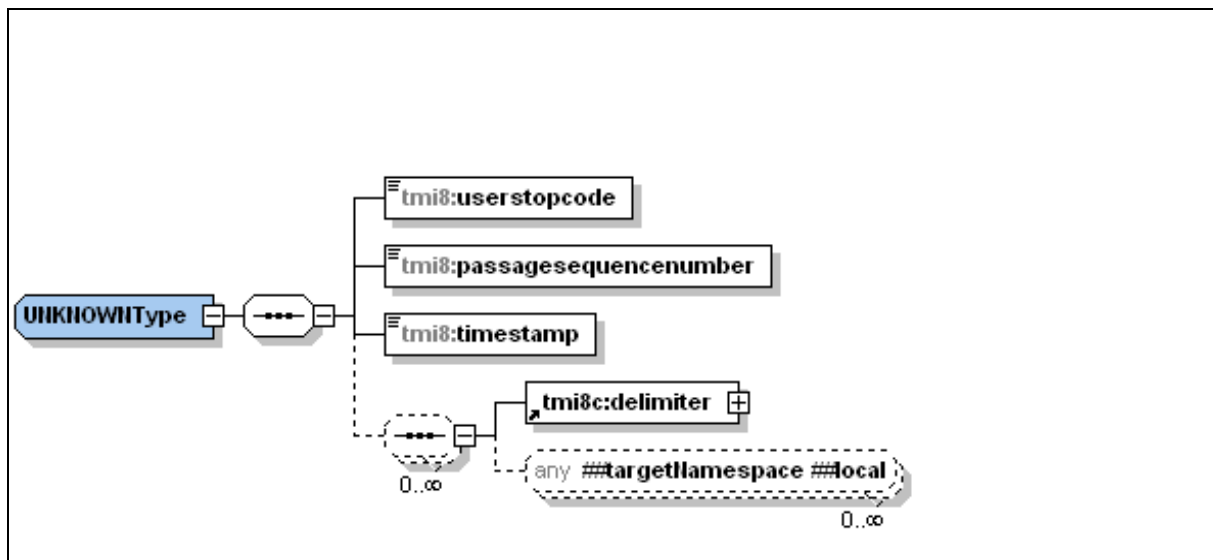 tmi8:userstopcode
tmi8:passagesequencenumber
UNKNOWNType
tmi8:timestamp
tmi8c:delimiter
any ##targetNamespace ##local
0..∞
0..∞